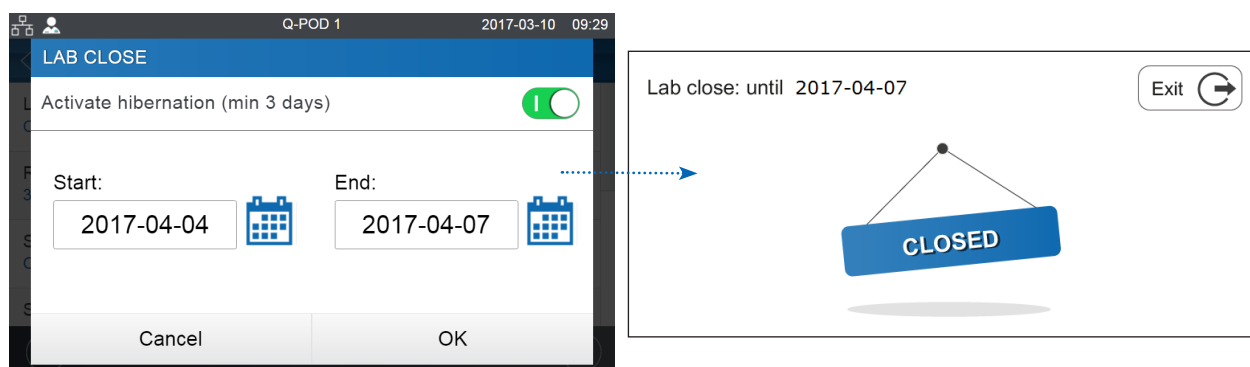 Q-POD 1 2017-03-10 09:29
LAB CLOSE
Activate hibernation (min 3 days)
Start: End:
2017-04-04 2017-04-07
Cancel OK
Lab close: until 2017-04-07
Exit
CLOSED